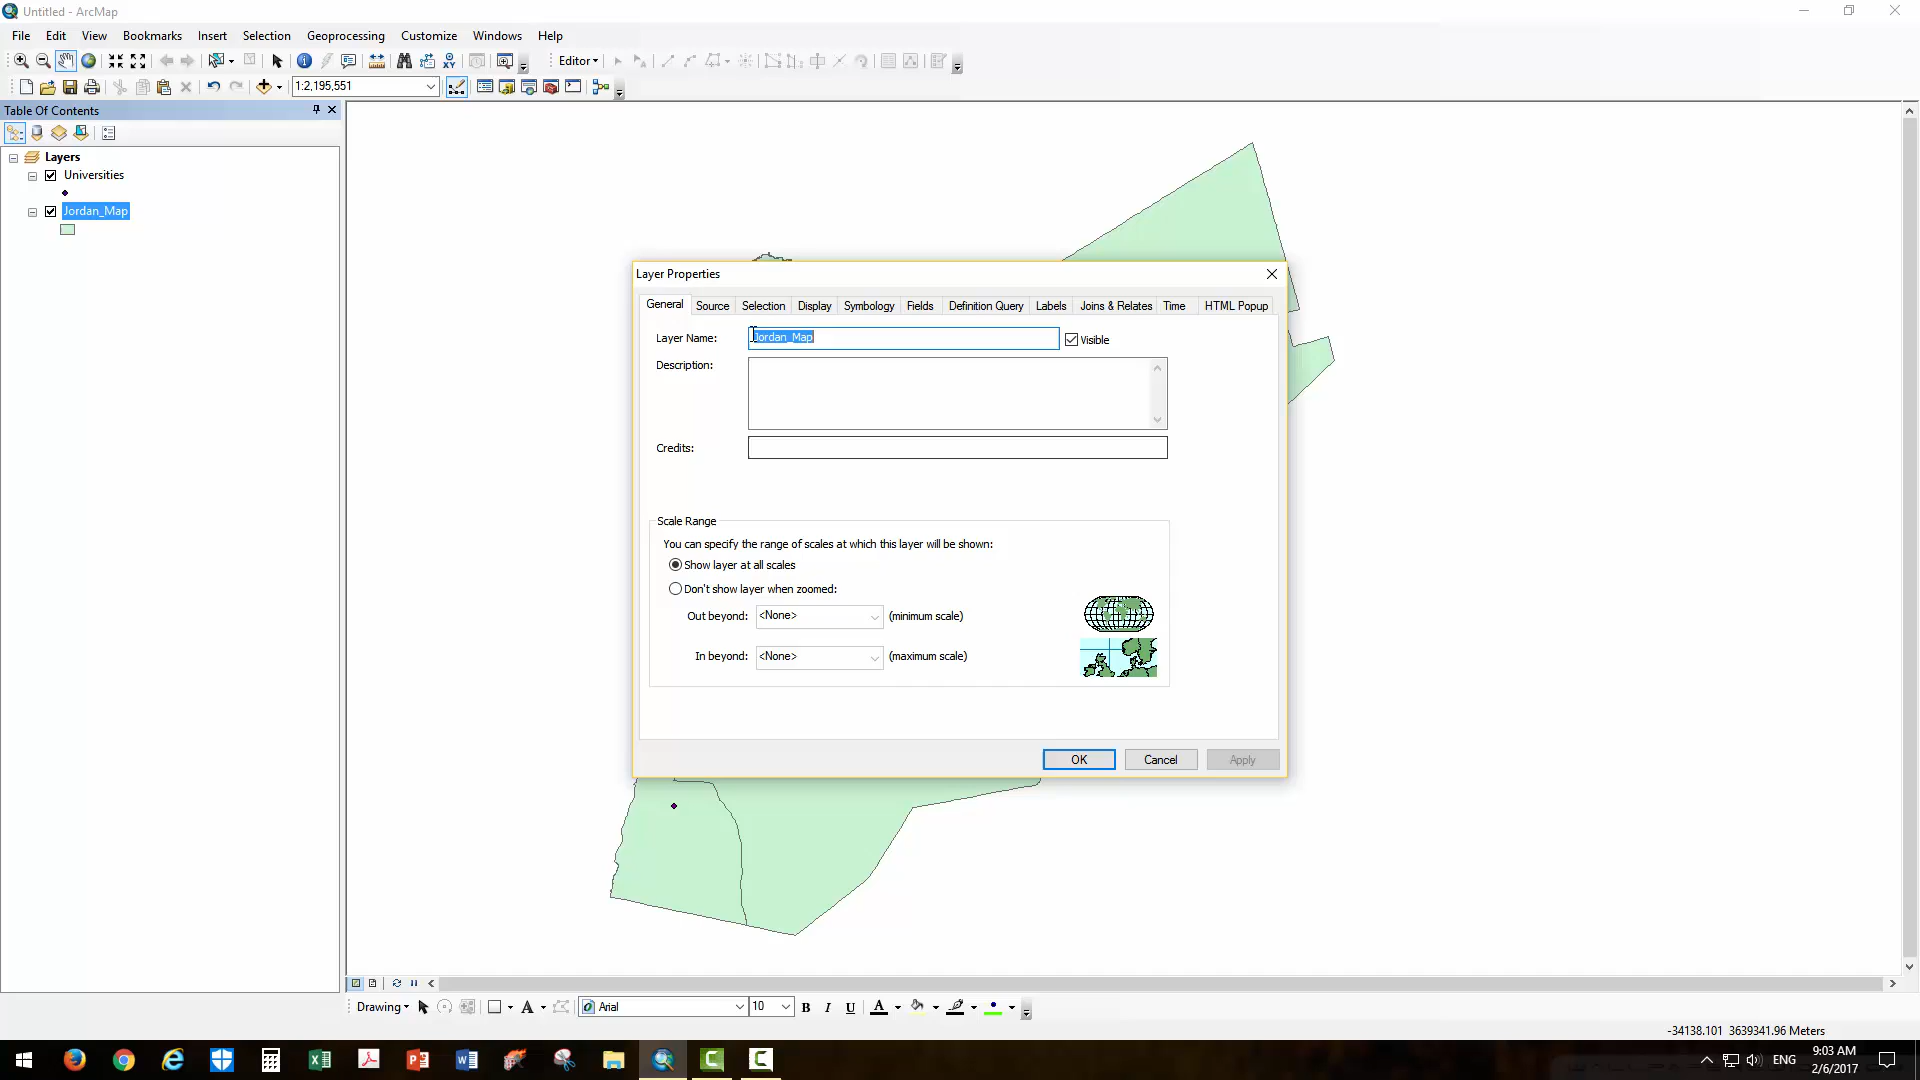 Untitled - ArcMap
File Edit View Bookmarks Insert Selection Geoprocessing Customize Windows Help
Editor
1:2,195,551
Table Of Contents
Layers
Universities
Jordan_Map
Layer Properties
General Source Selection Display Symbology Fields Definition Query Labels Joins & Relates Time HTML Popup
Layer Name: Jordan_Map Visible
Description:
Credits:
Scale Range
You can specify the range of scales at which this layer will be shown:
Show layer at all scales
Don't show layer when zoomed:
Out beyond: <None> (minimum scale)
In beyond: <None> (maximum scale)
OK Cancel Apply
Drawing Arial 10 B I U A
-34138.101 3639341.96 Meters
ENG 9:03 AM
2/6/2017